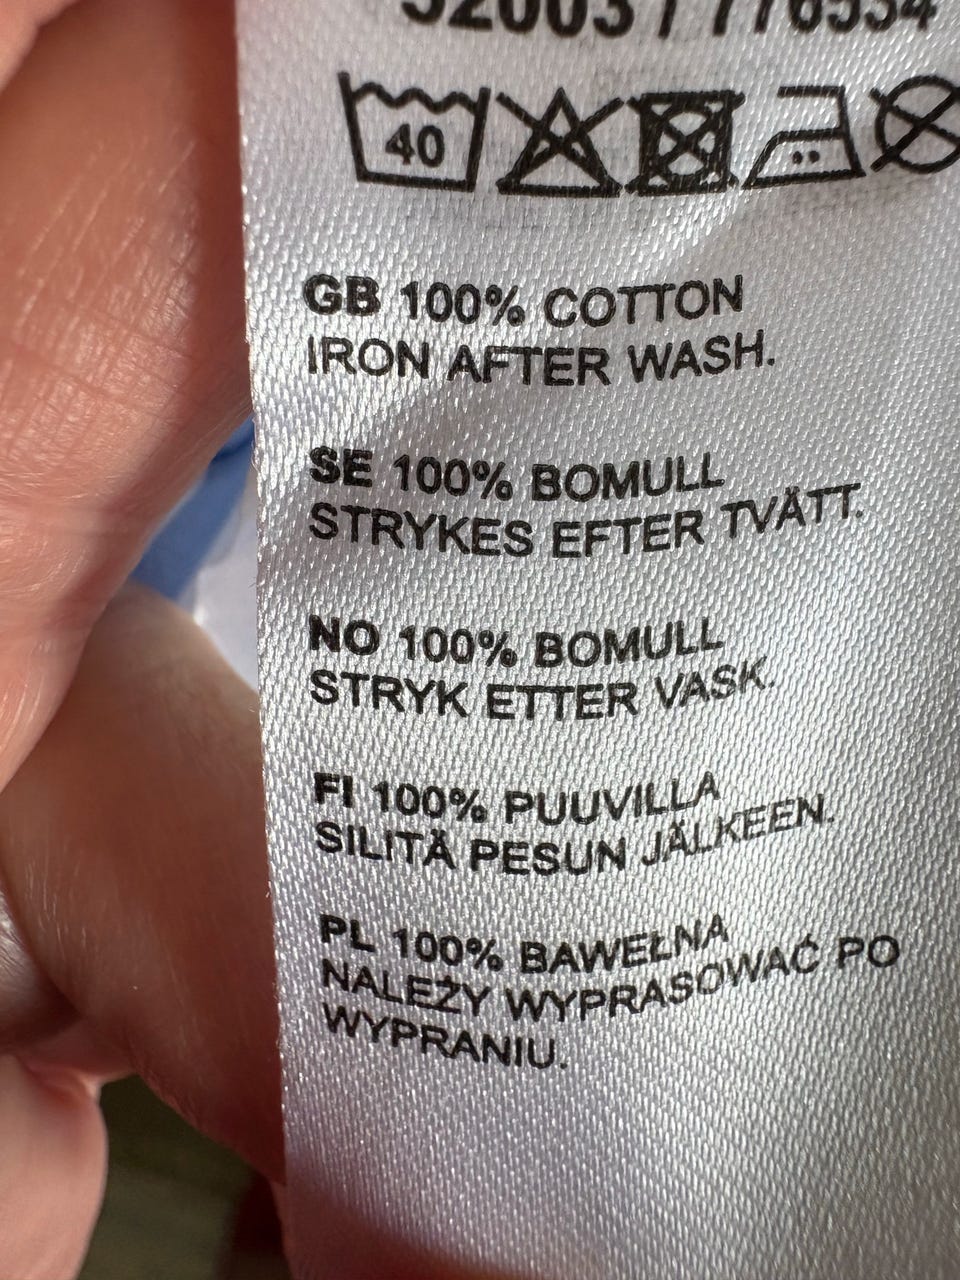 40
GB 100% COTTON
IRON AFTER WASH.
SE 100% BOMULL
STRYKES EFTER TVÄTT.
NO 100% BOMULL
STRYK ETTER VASK.
FI 100% PUUVILLA
SILITÄ PESUN JÄLKEEN.
PL 100% BAWEŁNA
NALEŻY WYPRASOWAĆ PO
WYPRANIU.